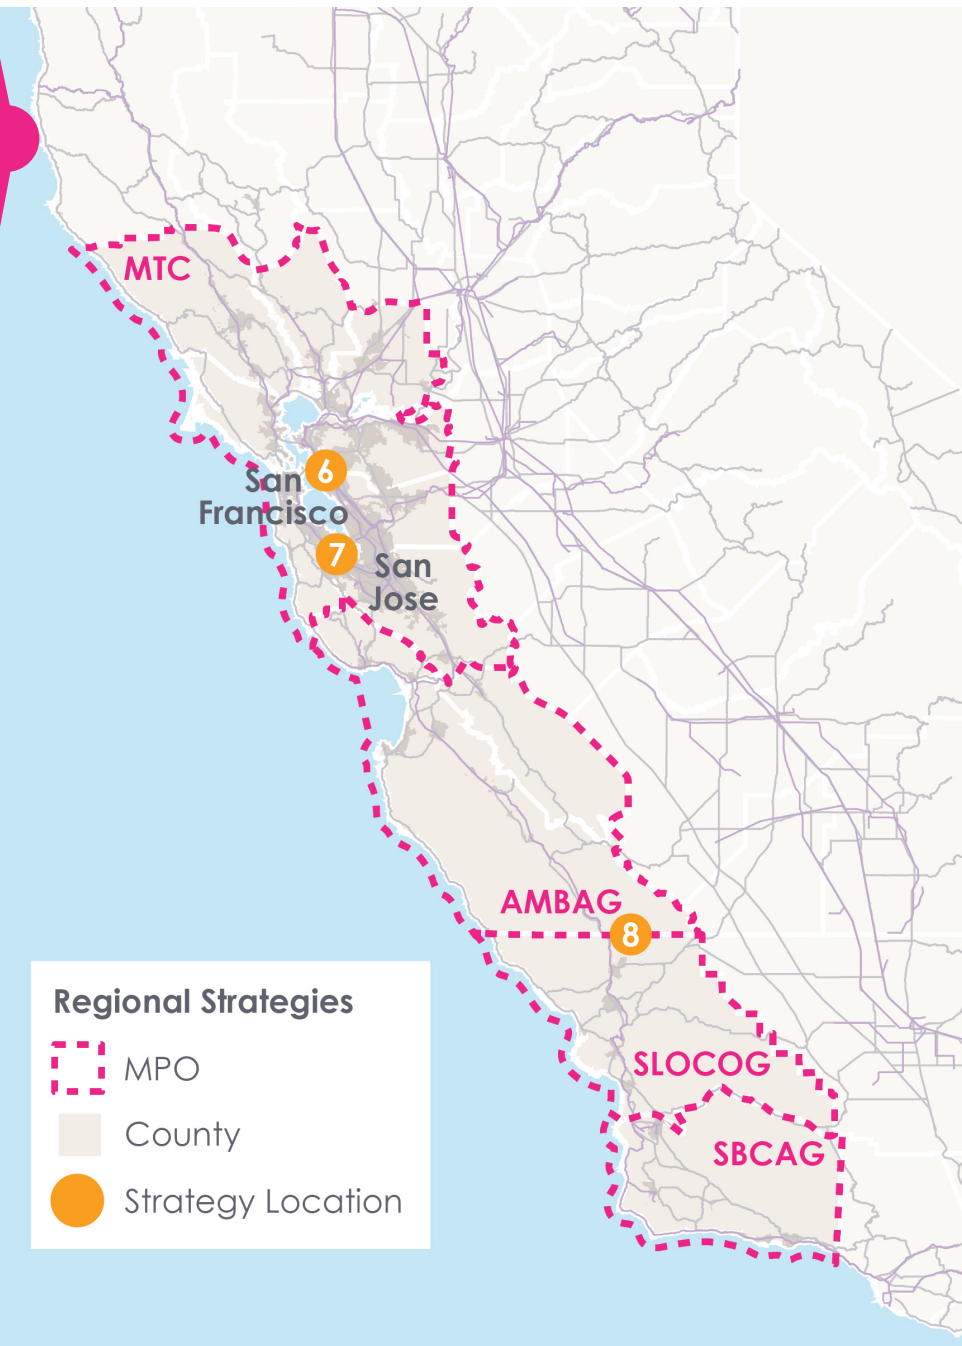 MTC
6
San
Francisco
7
San
Jose
AMBAG
8
SLOCOG
SBCAG
Regional Strategies
MPO
County
Strategy Location